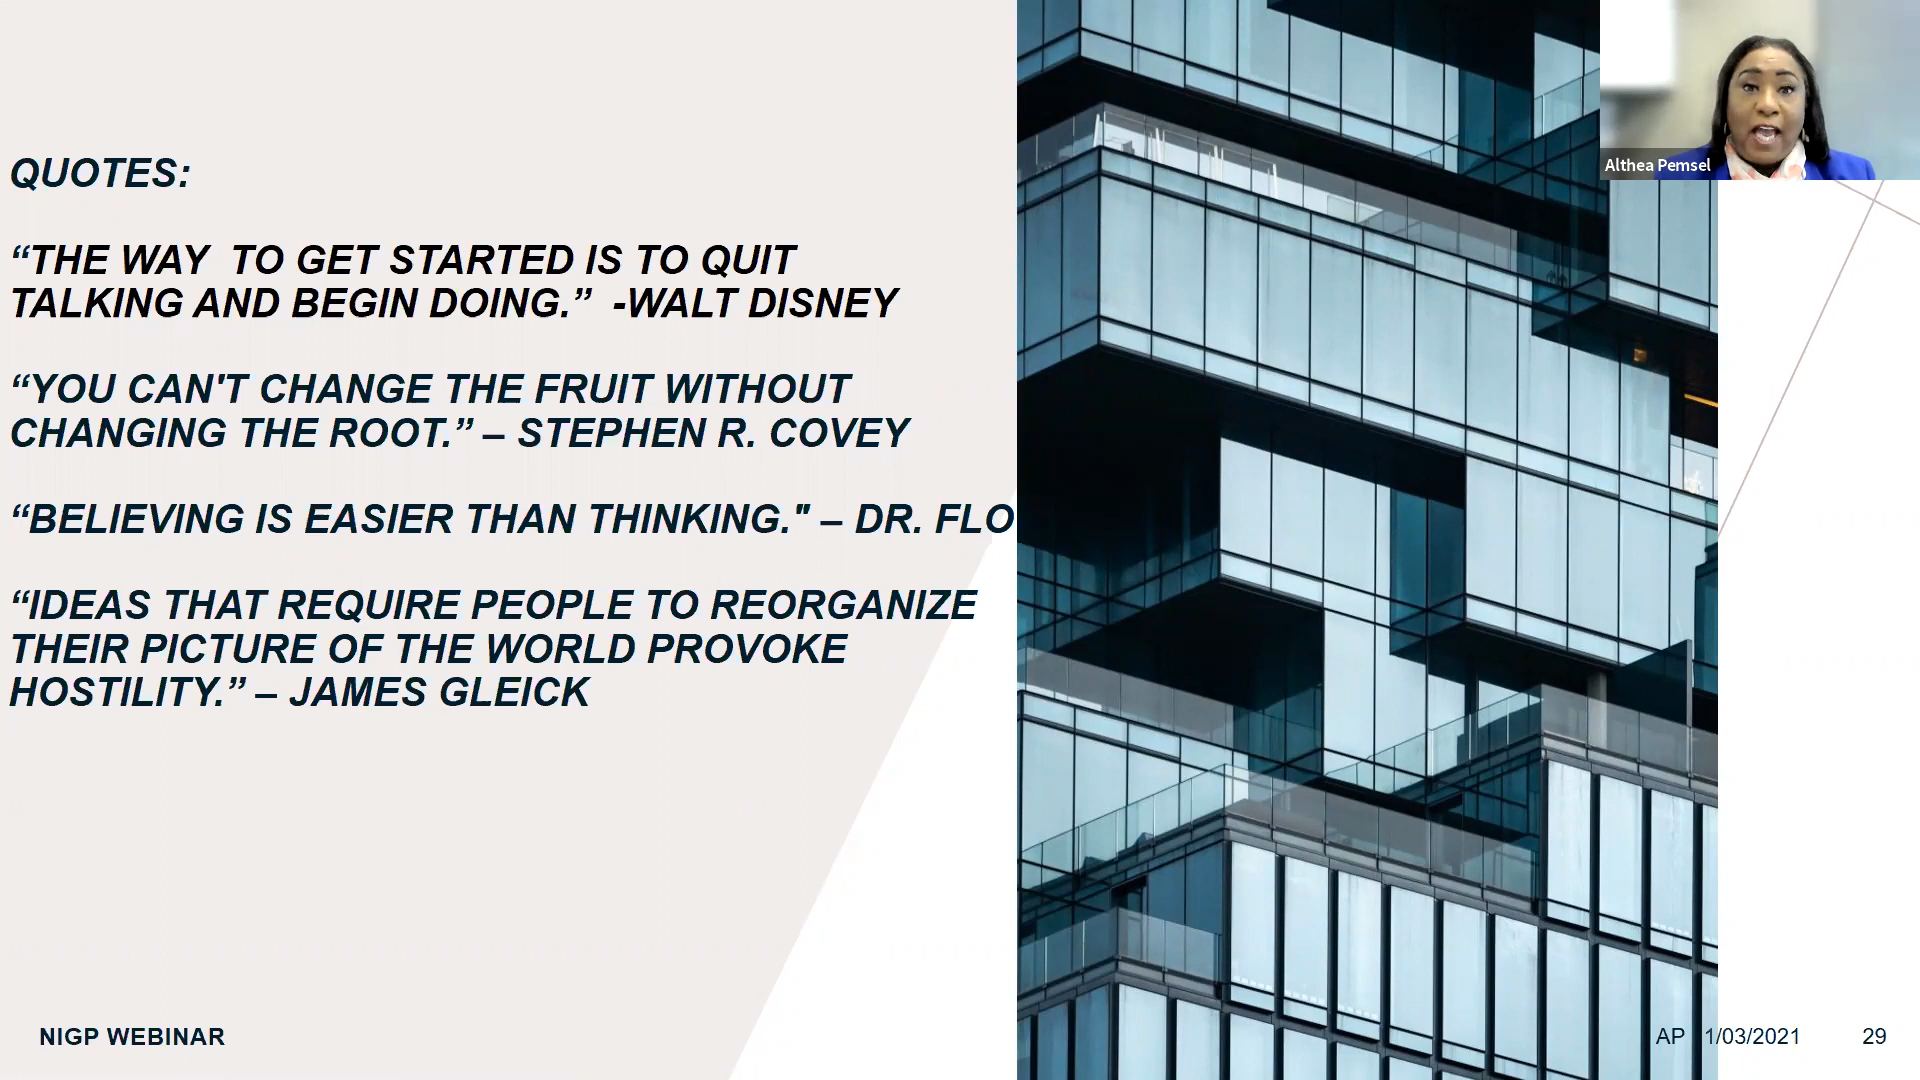 QUOTES:
“THE WAY  TO GET STARTED IS TO QUIT
TALKING AND BEGIN DOING.”  -WALT DISNEY
“YOU CAN'T CHANGE THE FRUIT WITHOUT
CHANGING THE ROOT.” – STEPHEN R. COVEY
“BELIEVING IS EASIER THAN THINKING." – DR. FLO
“IDEAS THAT REQUIRE PEOPLE TO REORGANIZE
THEIR PICTURE OF THE WORLD PROVOKE
HOSTILITY.” – JAMES GLEICK
Althea Pemsel
NIGP WEBINAR
AP 1/03/2021 29